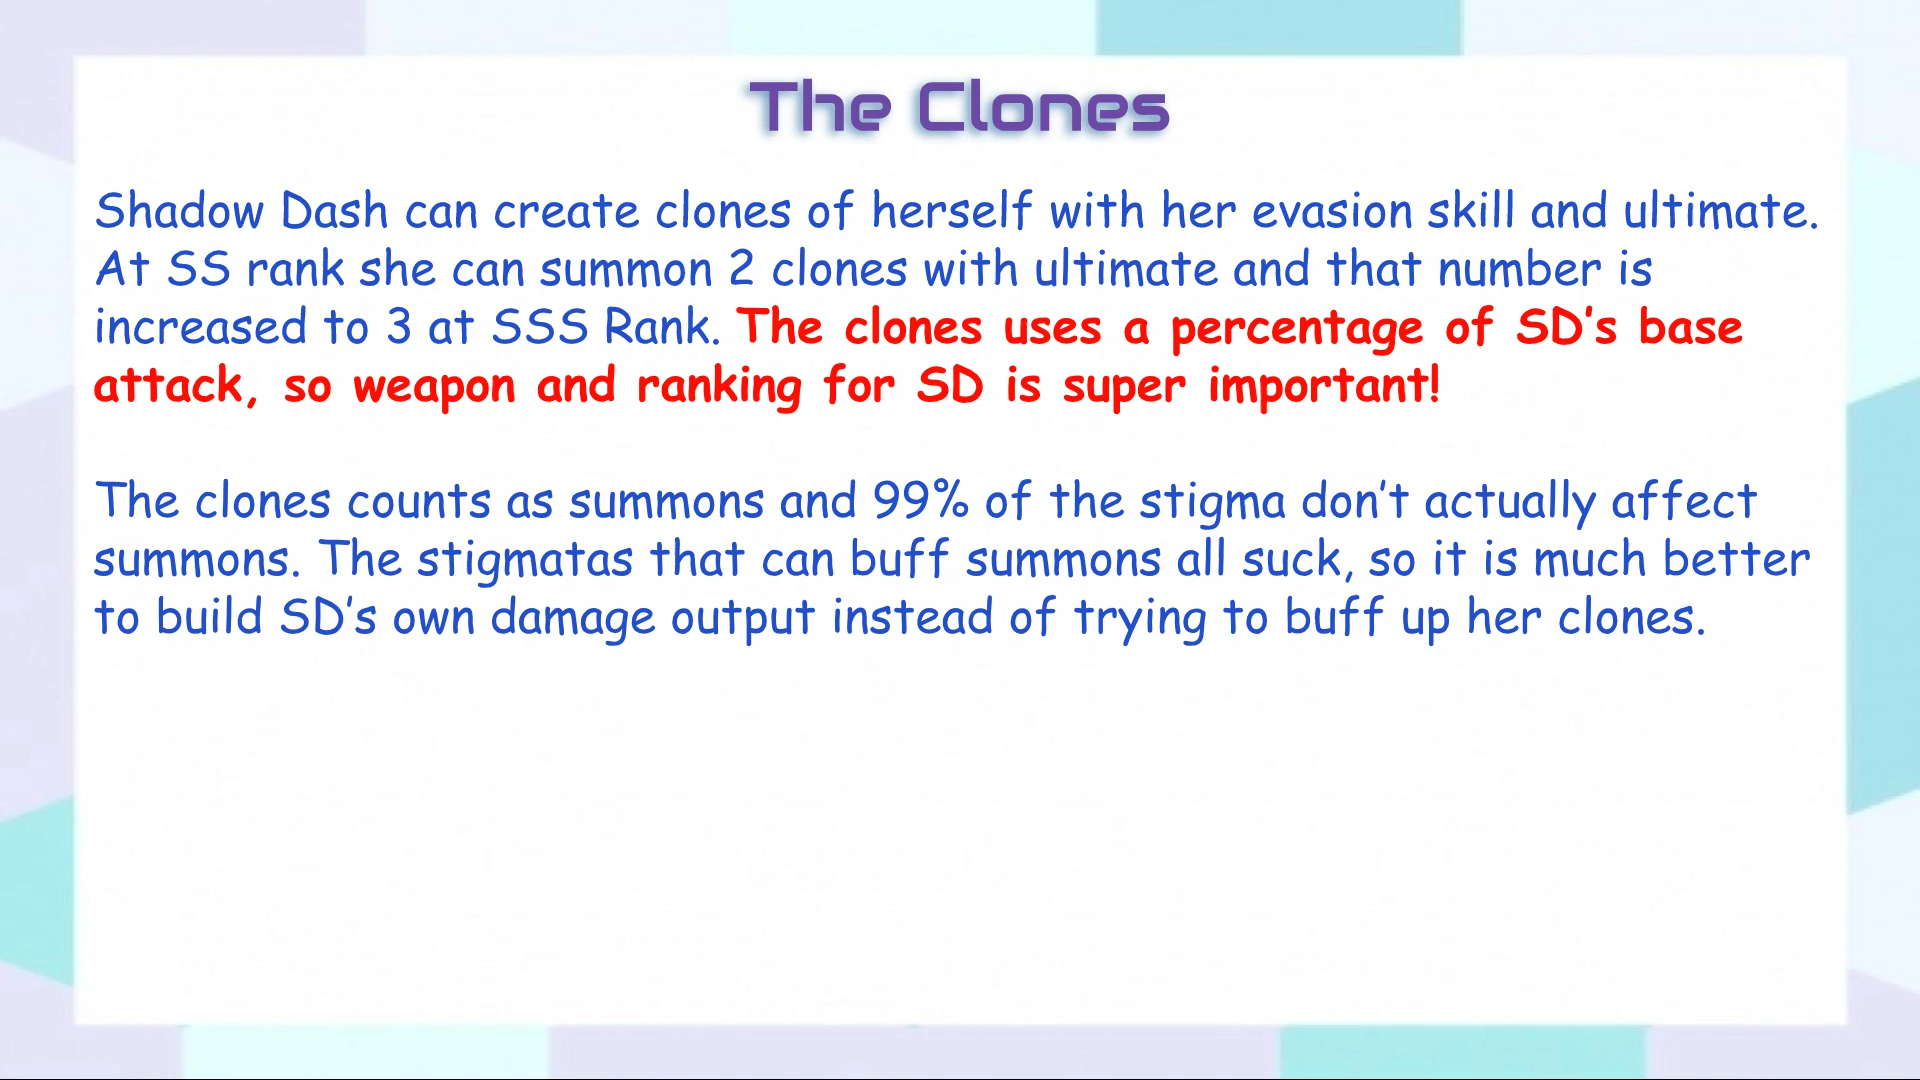 The Clones
Shadow Dash can create clones of herself with her evasion skill and ultimate.
At SS rank she can summon 2 clones with ultimate and that number is
increased to 3 at SSS Rank. The clones uses a percentage of SD’s base
attack, so weapon and ranking for SD is super important!
The clones counts as summons and 99% of the stigma don’t actually affect
summons. The stigmatas that can buff summons all suck, so it is much better
to build SD’s own damage output instead of trying to buff up her clones.